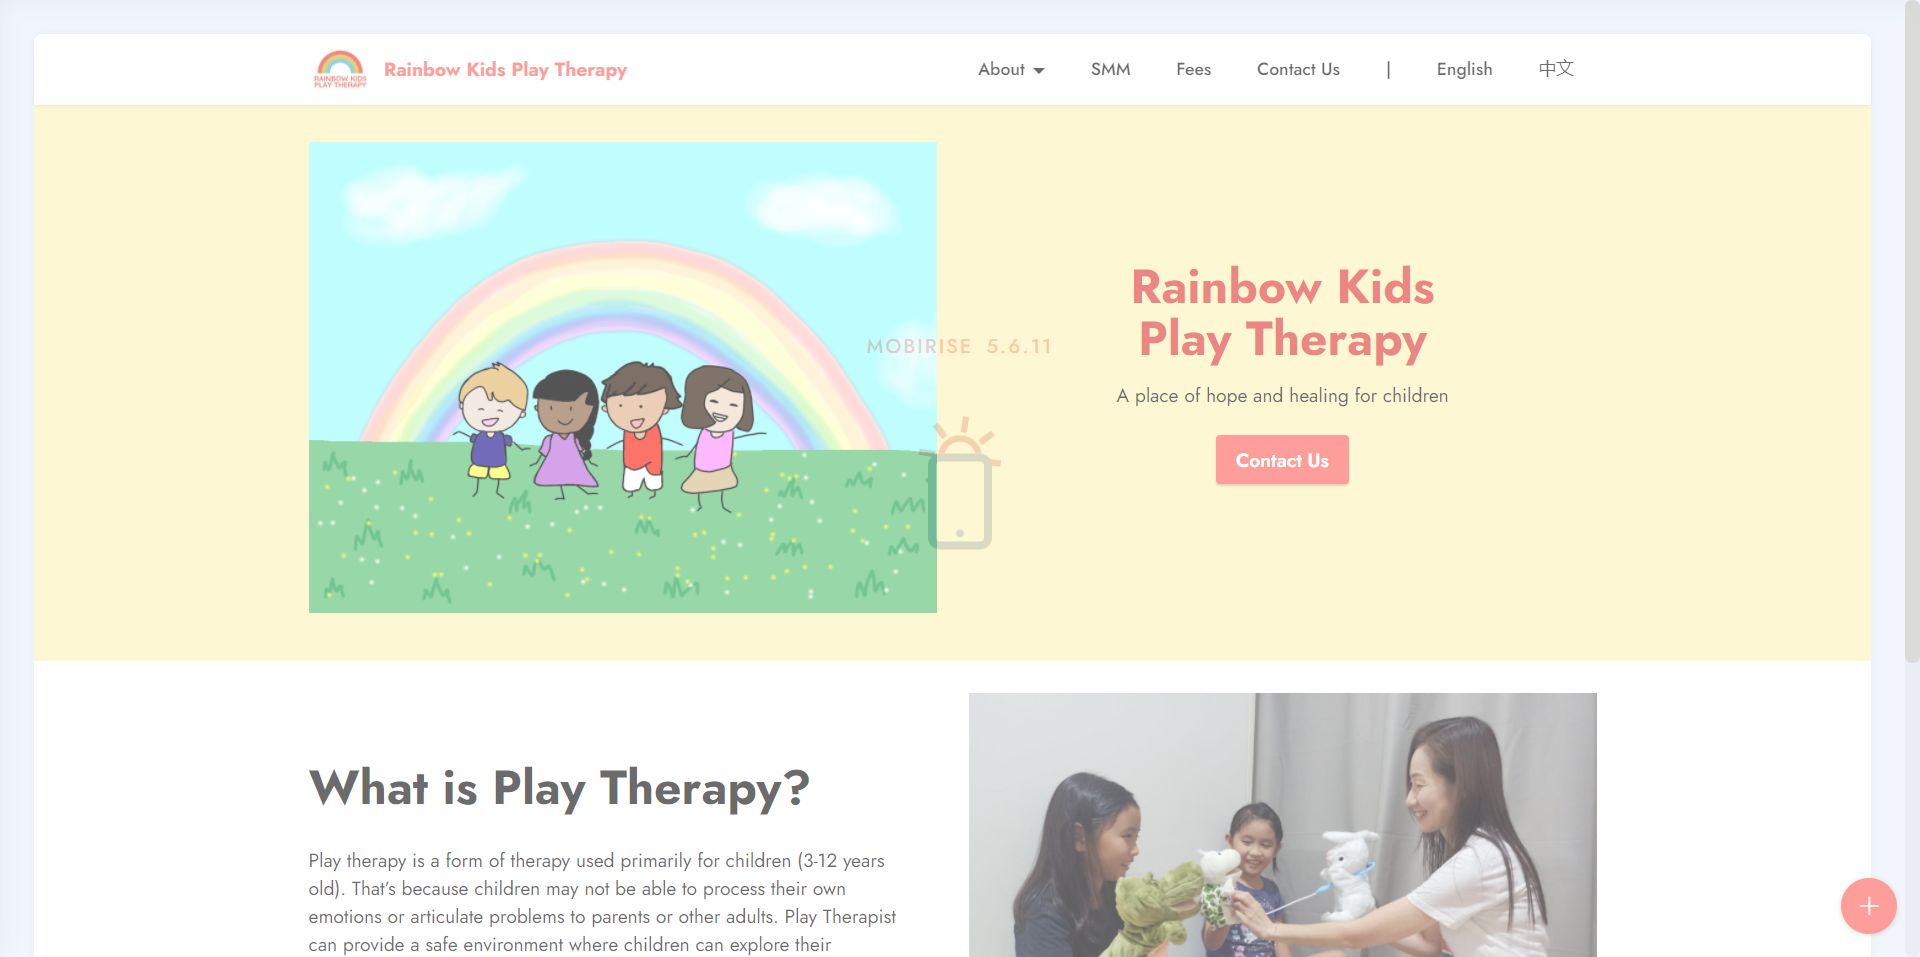 RAINBOW KIDS
PLAY THERAPY
Rainbow Kids Play Therapy
About
SMM
Fees
Contact Us
|
English
中文
MOBIRISE 5.6.11
Rainbow Kids
Play Therapy
A place of hope and healing for children
Contact Us
What is Play Therapy?
Play therapy is a form of therapy used primarily for children (3-12 years
old). That’s because children may not be able to process their own
emotions or articulate problems to parents or other adults. Play Therapist
can provide a safe environment where children can explore their